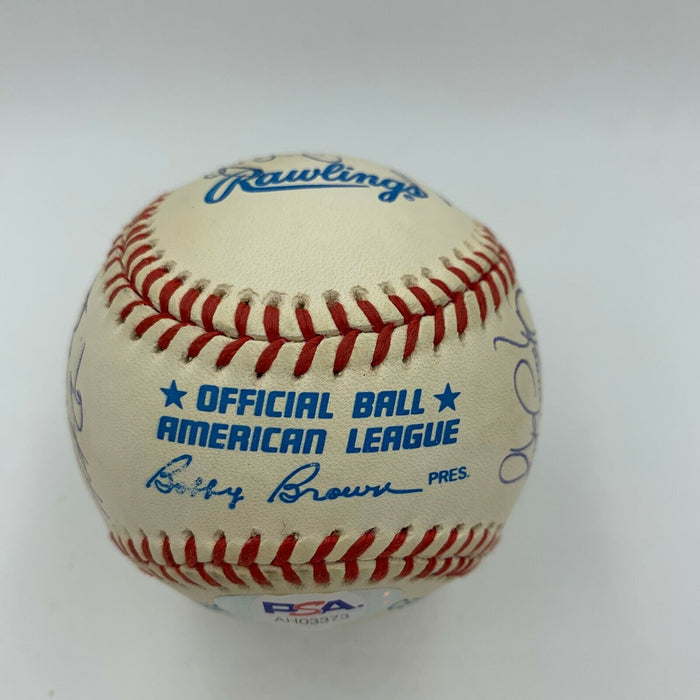 Rawlings
★ OFFICIAL BALL ★
AMERICAN LEAGUE
Bobby Brown PRES.
PSA
AH03373